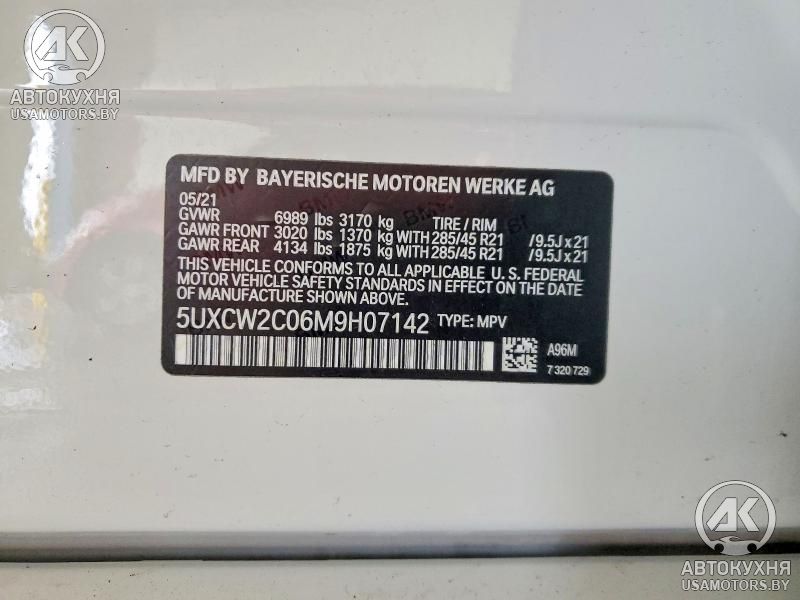 AK
АВТОКУХНЯ
USAMOTORS.BY
MFD BY BAYERISCHE MOTOREN WERKE AG
05/21
GVWR 6989 lbs 3170 kg TIRE / RIM
GAWR FRONT 3020 lbs 1370 kg WITH 285/45 R21 /9.5J x 21
GAWR REAR 4134 lbs 1875 kg WITH 285/45 R21 /9.5J x 21
THIS VEHICLE CONFORMS TO ALL APPLICABLE U. S. FEDERAL
MOTOR VEHICLE SAFETY STANDARDS IN EFFECT ON THE DATE
OF MANUFACTURE SHOWN ABOVE.
5UXCW2C06M9H07142 TYPE: MPV
A96M
7 320 729
AK
АВТОКУХНЯ
USAMOTORS.BY